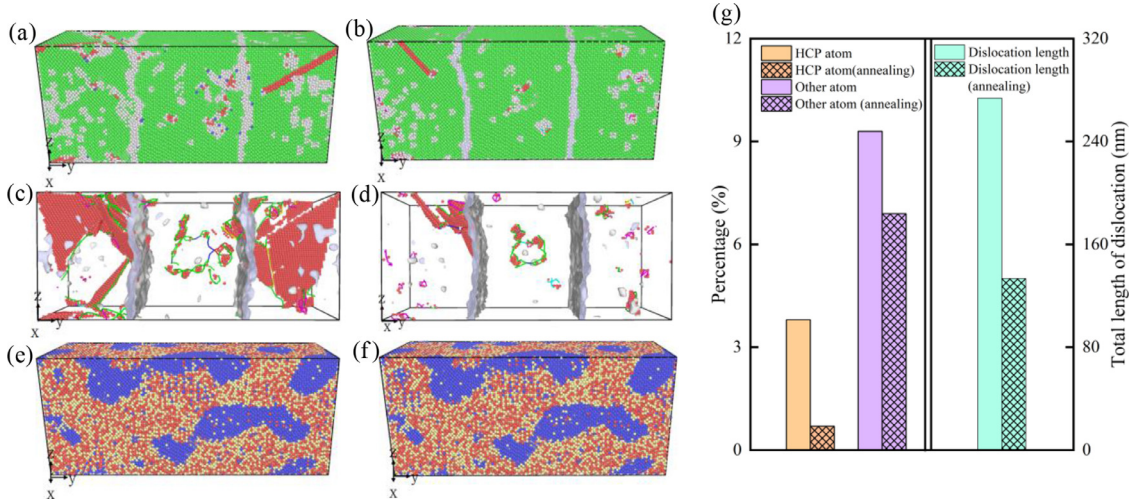 (a)
z
y
x
(b)
z
y
x
(c)
z
y
x
(d)
z
y
x
(e)
z
y
x
(f)
z
y
x
(g)
12
9
6
3
0
Percentage (%)
HCP atom
HCP atom(annealing)
Other atom
Other atom (annealing)
Dislocation length
Dislocation length
(annealing)
320
240
160
80
0
Total length of dislocation (nm)